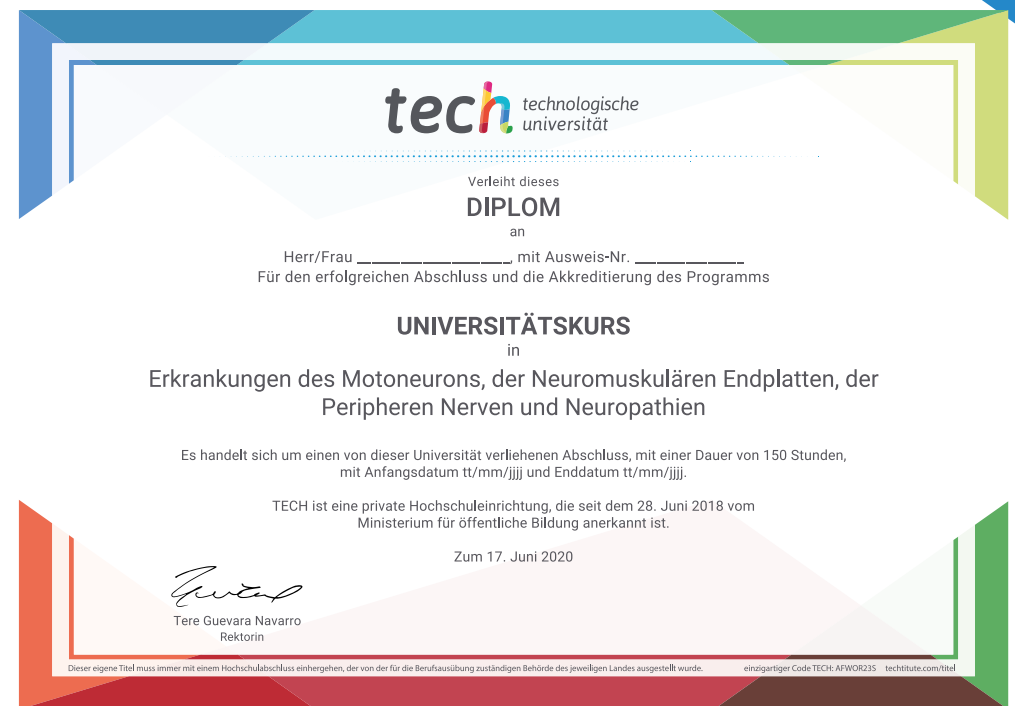 tech technologische
universität
Verleiht dieses
DIPLOM
an
Herr/Frau ____________________, mit Ausweis-Nr. ______________
Für den erfolgreichen Abschluss und die Akkreditierung des Programms
UNIVERSITÄTSKURS
in
Erkrankungen des Motoneurons, der Neuromuskulären Endplatten, der
Peripheren Nerven und Neuropathien
Es handelt sich um einen von dieser Universität verliehenen Abschluss, mit einer Dauer von 150 Stunden,
mit Anfangsdatum tt/mm/jjjj und Enddatum tt/mm/jjjj.
TECH ist eine private Hochschuleinrichtung, die seit dem 28. Juni 2018 vom
Ministerium für öffentliche Bildung anerkannt ist.
Zum 17. Juni 2020
Tere Guevara Navarro
Rektorin
Dieser eigene Titel muss immer mit einem Hochschulabschluss einhergehen, der von der für die Berufsausübung zuständigen Behörde des jeweiligen Landes ausgestellt wurde. einzigartiger Code TECH: AFWOR23S techtitute.com/titel